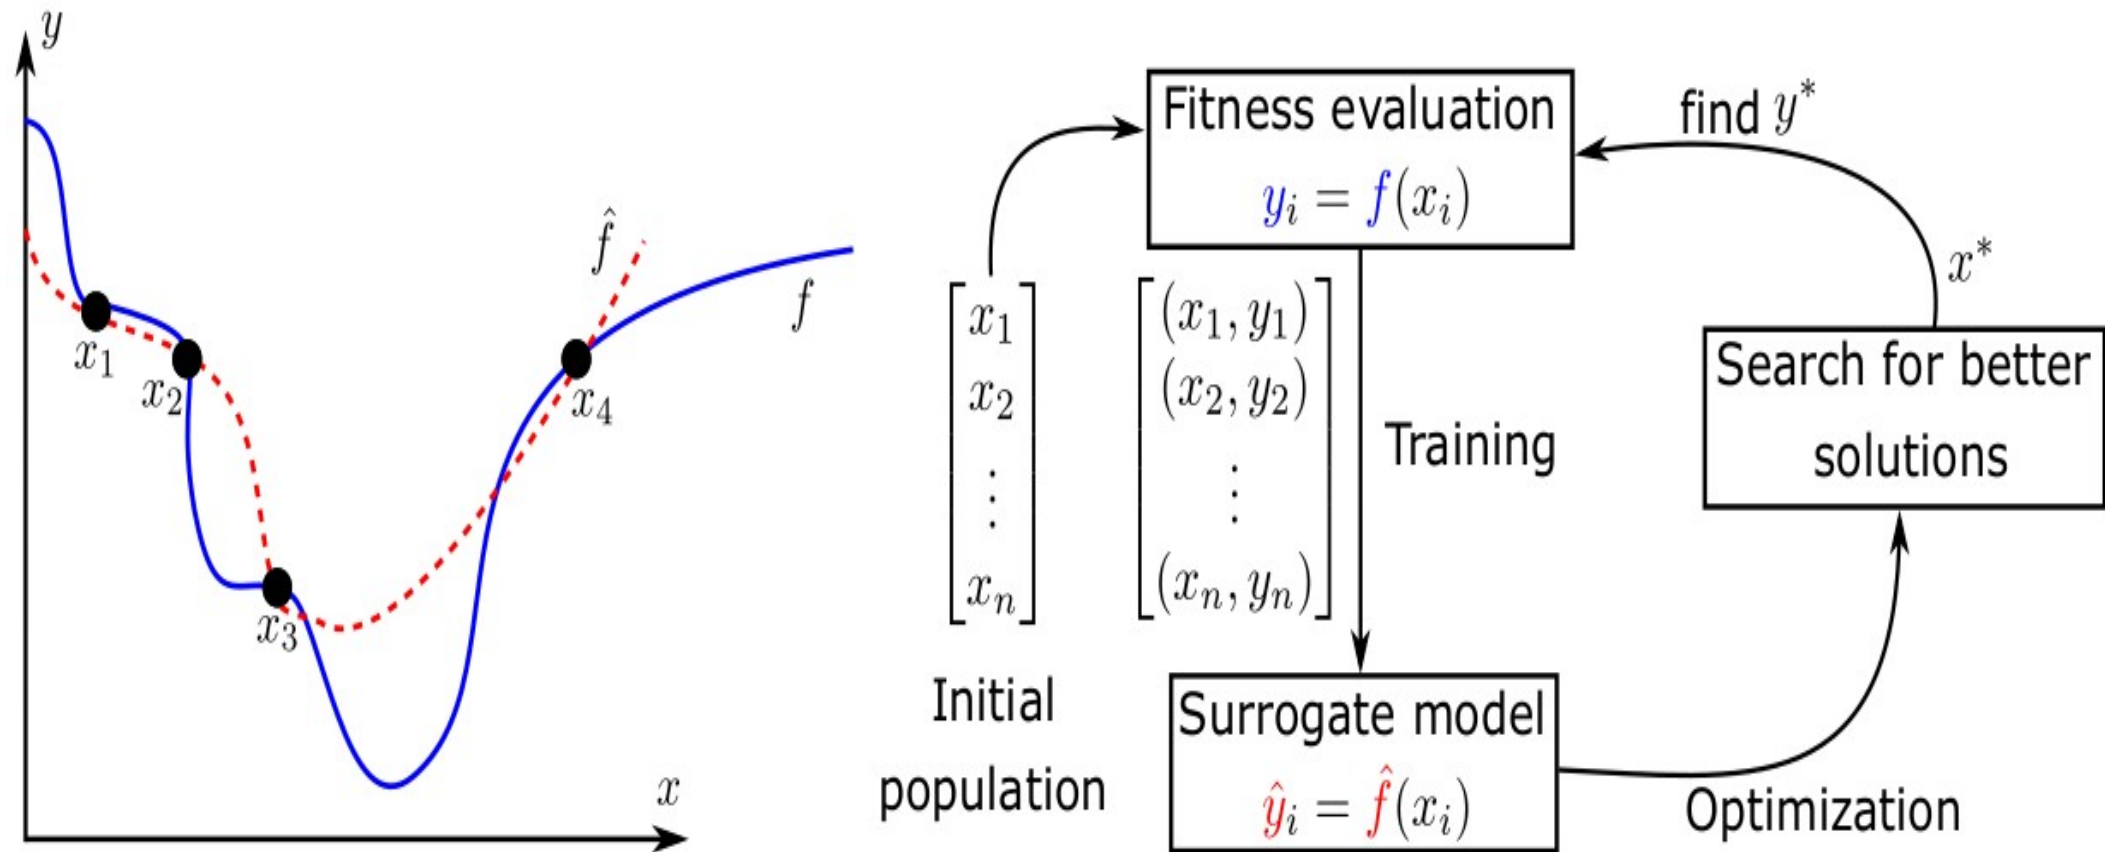 y
f̂
f
x₁
x₂
x₃
x₄
x
Fitness evaluation
yᵢ = f(xᵢ)
find y*
x*
x₁
x₂
⋮
xₙ
Initial
population
(x₁, y₁)
(x₂, y₂)
⋮
(xₙ, yₙ)
Training
Search for better
solutions
Surrogate model
ŷᵢ = f̂(xᵢ)
Optimization